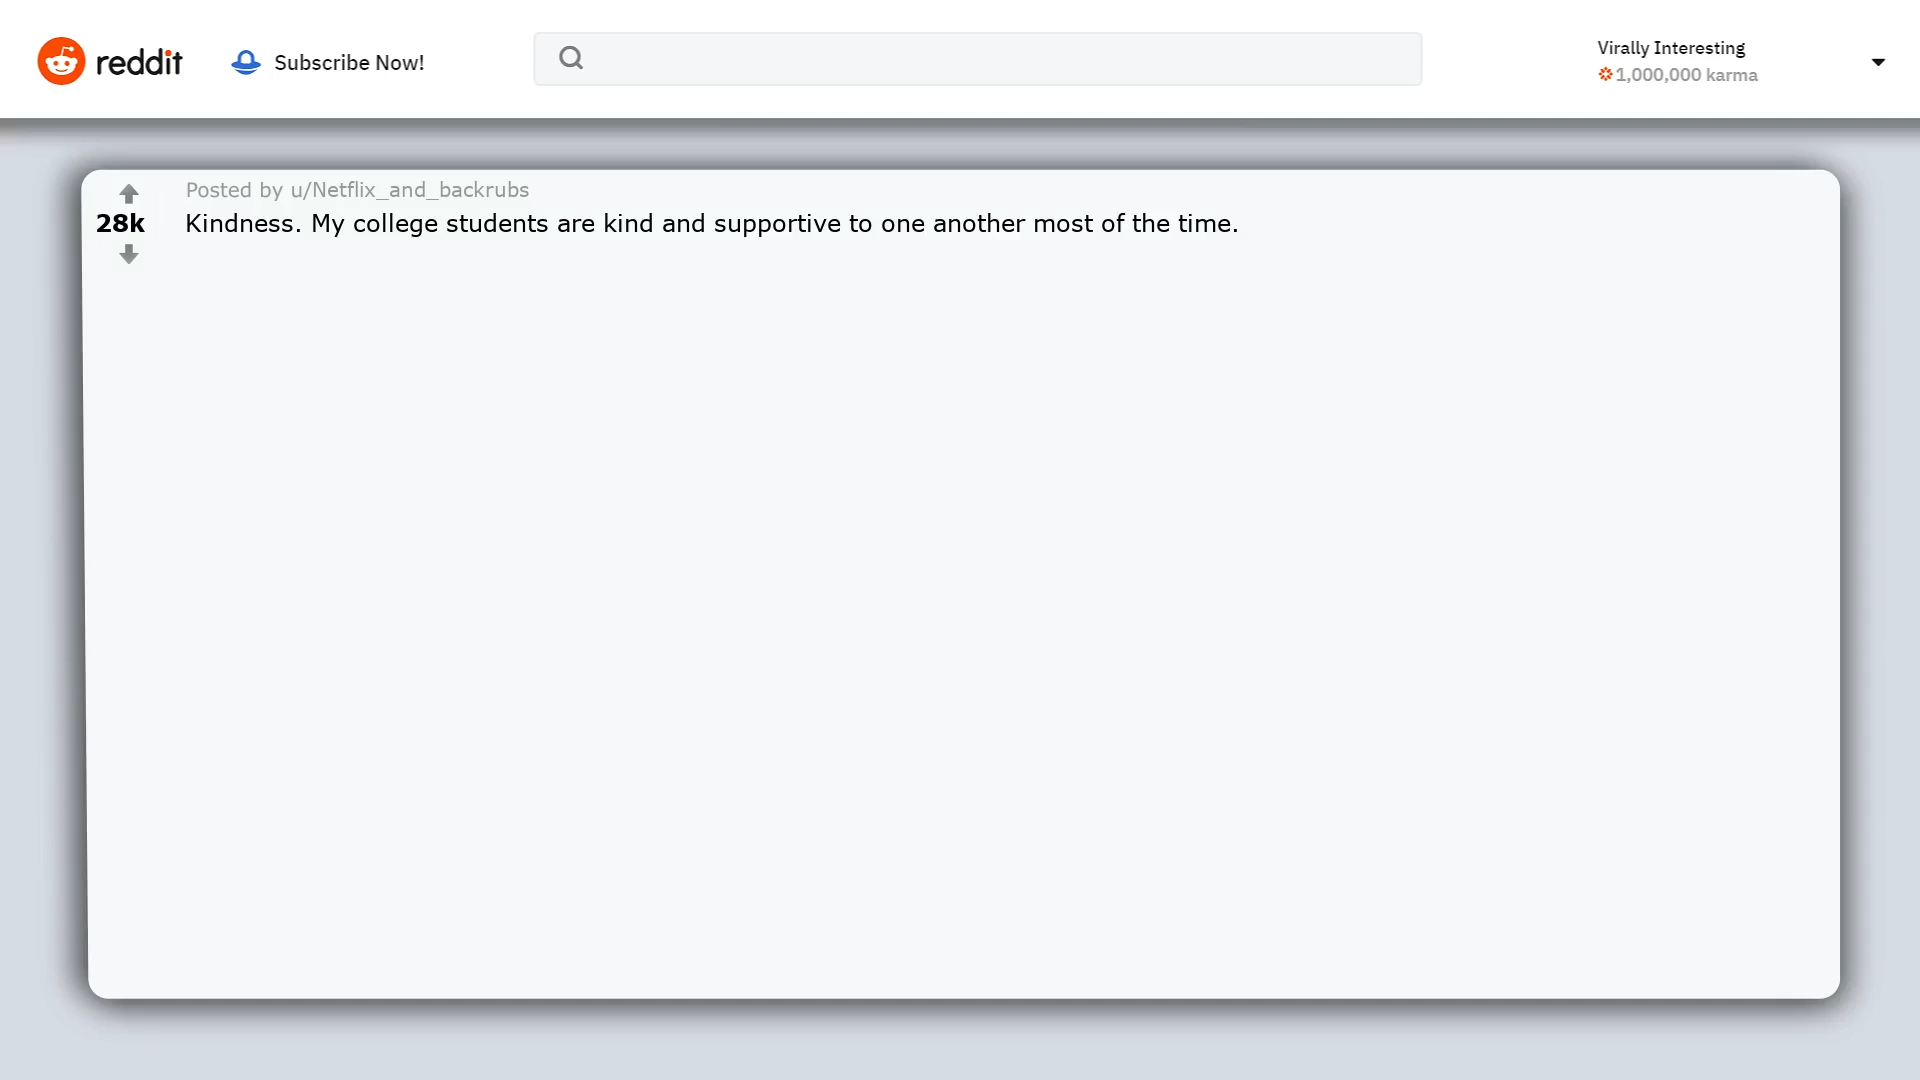 reddit
Subscribe Now!
Virally Interesting
1,000,000 karma
Posted by u/Netflix_and_backrubs
28k
Kindness. My college students are kind and supportive to one another most of the time.